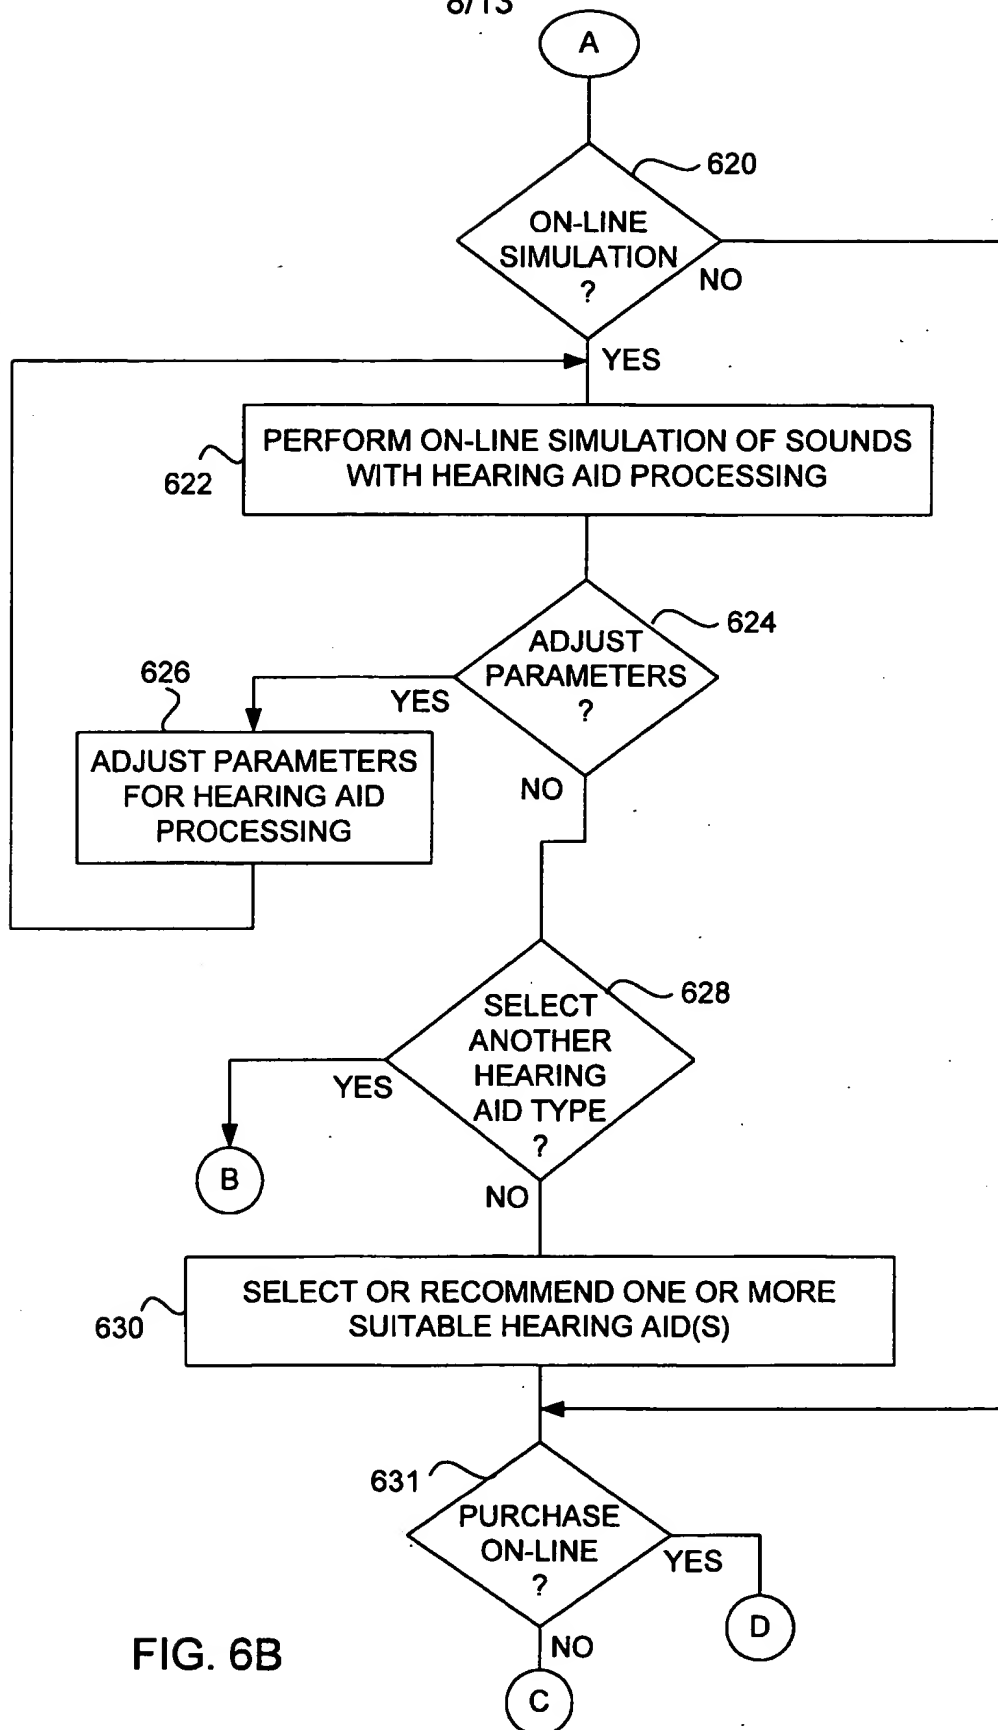 8/13
A
620
ON-LINE
SIMULATION
?
NO
YES
PERFORM ON-LINE SIMULATION OF SOUNDS
WITH HEARING AID PROCESSING
622
624
ADJUST
PARAMETERS
?
YES
626
ADJUST PARAMETERS
FOR HEARING AID
PROCESSING
NO
628
SELECT
ANOTHER
HEARING
AID TYPE
?
YES
B
NO
SELECT OR RECOMMEND ONE OR MORE
SUITABLE HEARING AID(S)
630
631
PURCHASE
ON-LINE
?
YES
D
NO
C
FIG. 6B